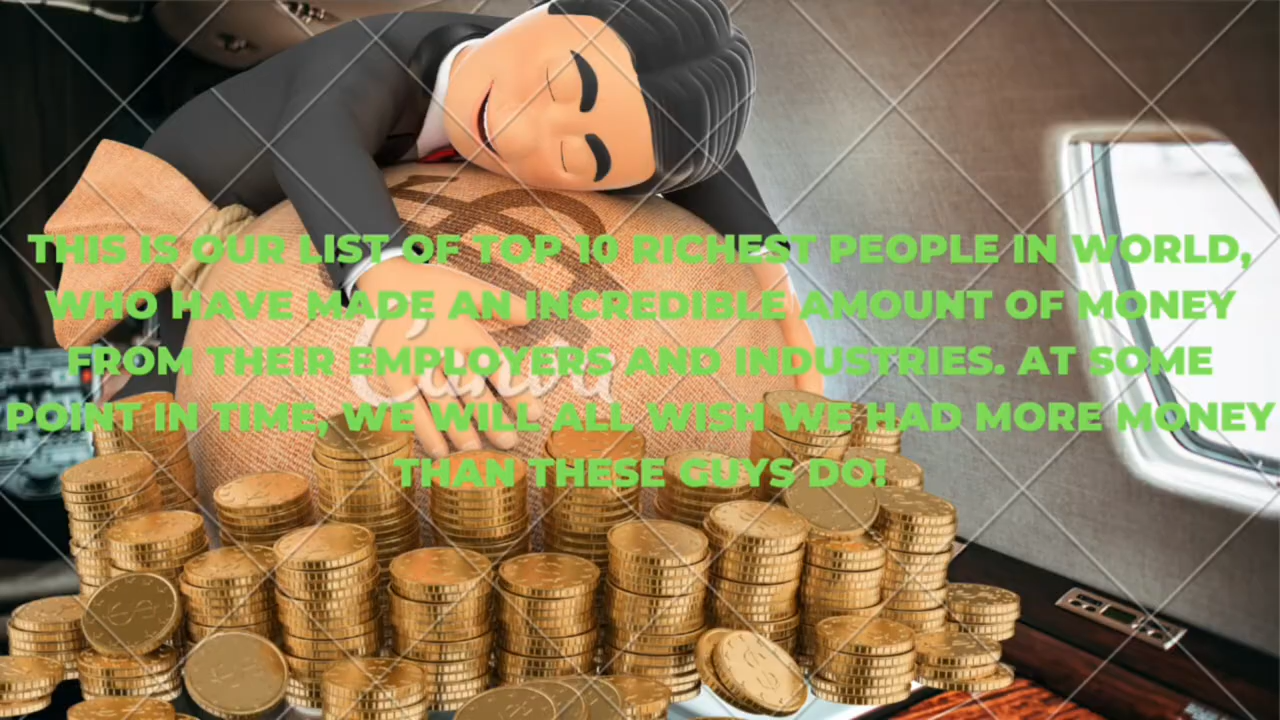 THIS IS OUR LIST OF TOP 10 RICHEST PEOPLE IN WORLD,
WHO HAVE MADE AN INCREDIBLE AMOUNT OF MONEY
FROM THEIR EMPLOYERS AND INDUSTRIES. AT SOME
POINT IN TIME, WE WILL ALL WISH WE HAD MORE MONEY
THAN THESE GUYS DO!
Canva